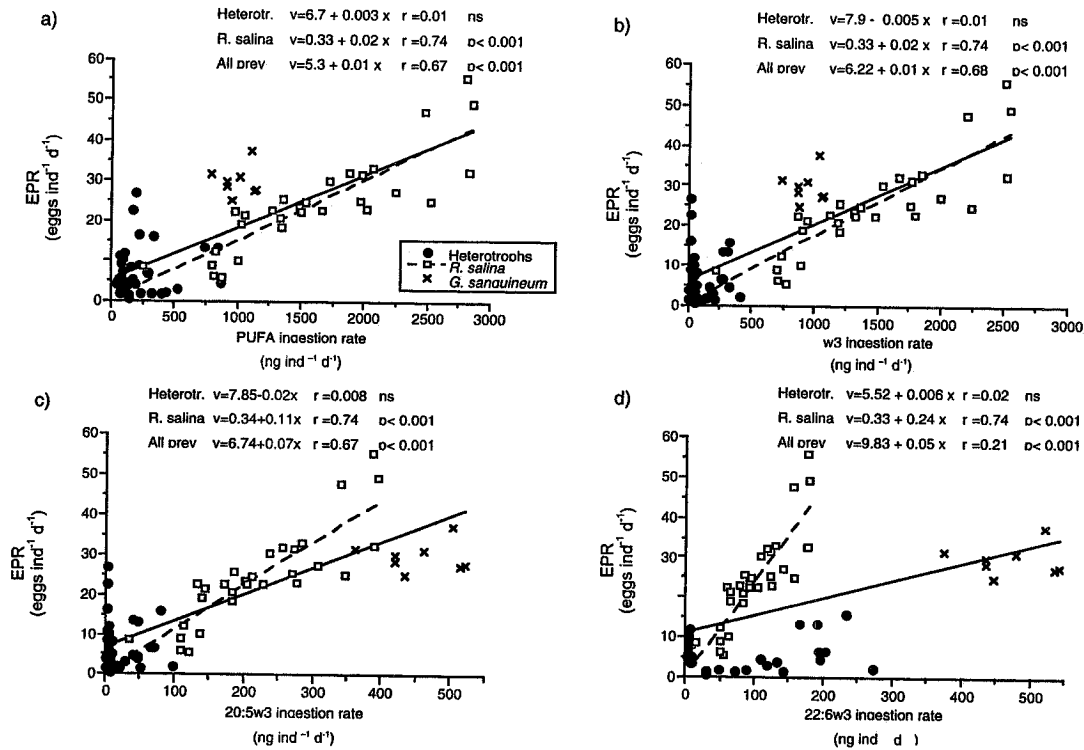 a)
Heterotr. v=6.7 + 0.003 x r =0.01 ns
R. salina v=0.33 + 0.02 x r =0.74 p< 0.001
All prev v=5.3 + 0.01 x r =0.67 p< 0.001
EPR
(eggs ind⁻¹ d⁻¹)
60
50
40
30
20
10
0
0 500 1000 1500 2000 2500 3000
PUFA ingestion rate
(ng ind ⁻¹ d⁻¹)
Heterotrophs
R. salina
G. sanguineum
b)
Heterotr. v=7.9 - 0.005 x r =0.01 ns
R. salina v=0.33 + 0.02 x r =0.74 p< 0.001
All prev v=6.22 + 0.01 x r =0.68 p< 0.001
EPR
(eggs ind⁻¹ d⁻¹)
60
50
40
30
20
10
0
0 500 1000 1500 2000 2500 3000
w3 ingestion rate
(ng ind ⁻¹ d⁻¹)
c)
Heterotr. v=7.85-0.02x r =0.008 ns
R. salina v=0.34+0.11x r =0.74 p< 0.001
All prev v=6.74+0.07x r =0.67 p< 0.001
EPR
(eggs ind⁻¹ d⁻¹)
60
50
40
30
20
10
0
0 100 200 300 400 500
20:5w3 ingestion rate
(ng ind ⁻¹ d⁻¹)
d)
Heterotr. v=5.52 + 0.006 x r =0.02 ns
R. salina v=0.33 + 0.24 x r =0.74 p< 0.001
All prev v=9.83 + 0.05 x r =0.21 p< 0.001
EPR
(eggs ind⁻¹ d⁻¹)
60
50
40
30
20
10
0
0 100 200 300 400 500
22:6w3 ingestion rate
(ng ind d )